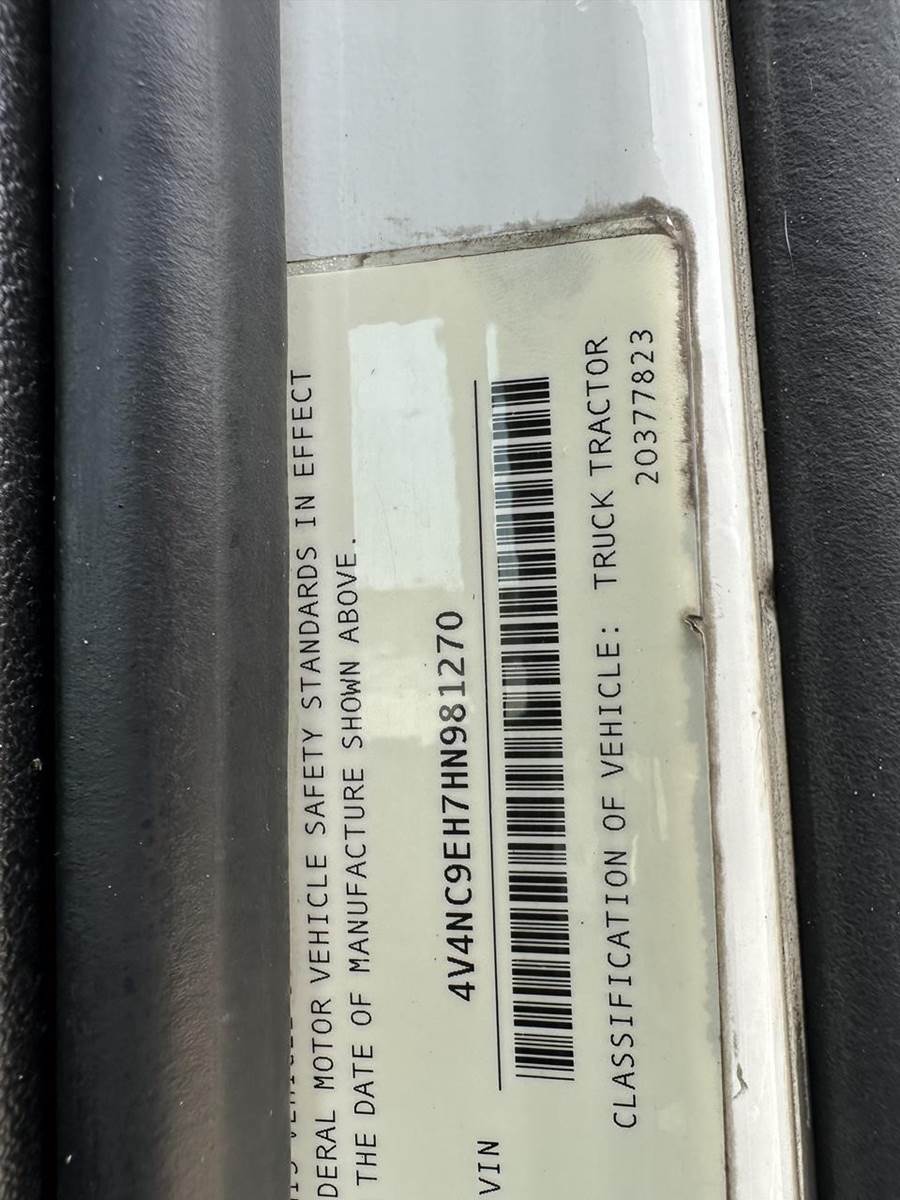 DERAL MOTOR VEHICLE SAFETY STANDARDS IN EFFECT
THE DATE OF MANUFACTURE SHOWN ABOVE.
4V4NC9EH7HN981270
VIN
CLASSIFICATION OF VEHICLE: TRUCK TRACTOR
20377823